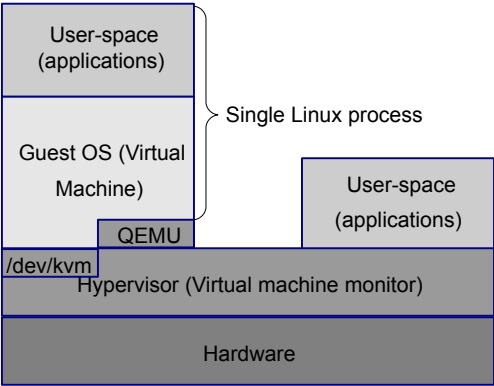 User-space
(applications)
Single Linux process
Guest OS (Virtual
Machine)
User-space
(applications)
QEMU
/dev/kvm
Hypervisor (Virtual machine monitor)
Hardware